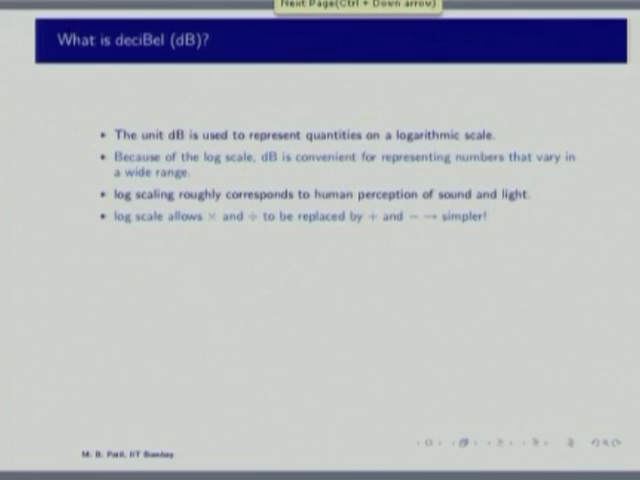 Next Page(Ctrl + Down arrow)
What is deciBel (dB)?
• The unit dB is used to represent quantities on a logarithmic scale.
• Because of the log scale, dB is convenient for representing numbers that vary in
a wide range.
• log scaling roughly corresponds to human perception of sound and light.
• log scale allows × and ÷ to be replaced by + and − → simpler!
M. B. Patil, IIT Bombay